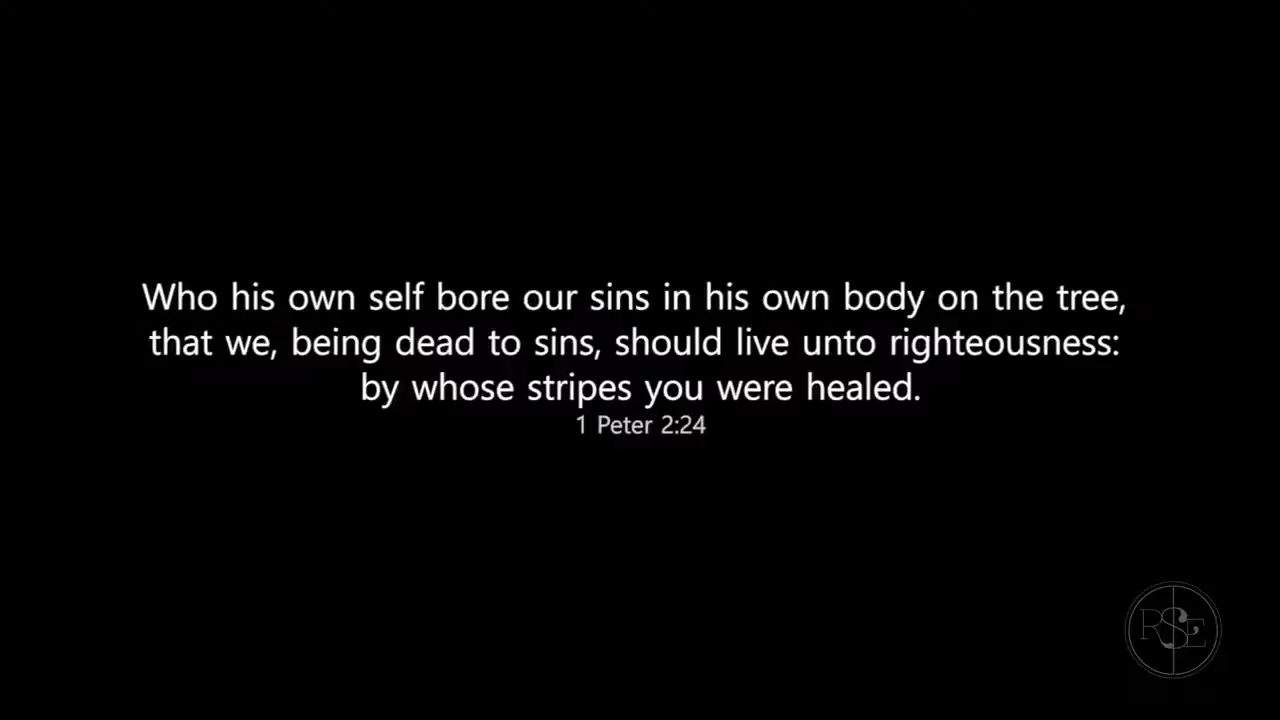 Who his own self bore our sins in his own body on the tree,
that we, being dead to sins, should live unto righteousness:
by whose stripes you were healed.
1 Peter 2:24
RSE